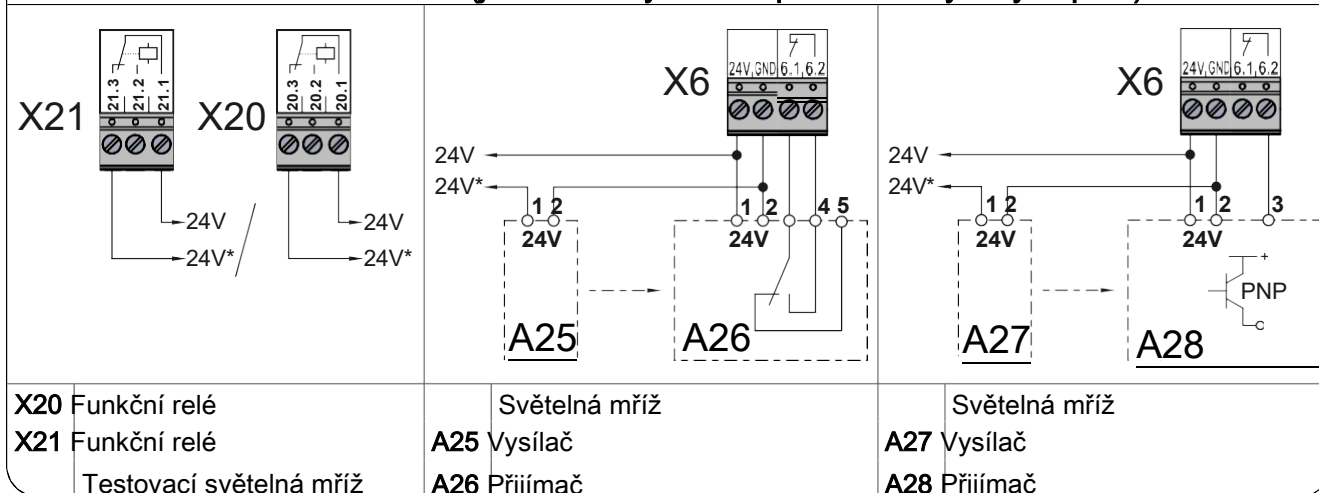 X21
21.3
21.2
21.1
24V
24V*
X20
20.3
20.2
20.1
24V
24V*
X6
24V, GND 6.1, 6.2
24V
24V*
1 2
24V
1 2 4 5
24V
A25
A26
X6
24V, GND 6.1, 6.2
24V
24V*
1 2
24V
1 2 3
24V
+
PNP
A27
A28
X20 Funkční relé
X21 Funkční relé
Testovací světelná mříž
Světelná mříž
A25 Vysílač
A26 Přijímač
Světelná mříž
A27 Vysílač
A28 Přijímač